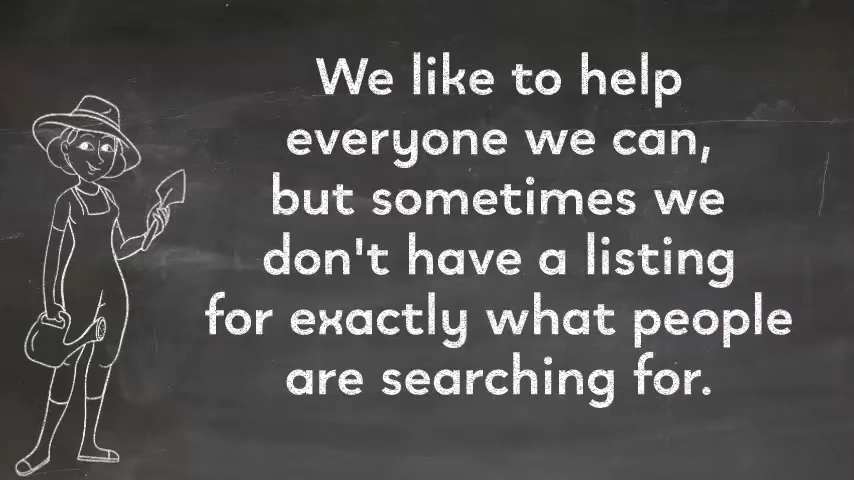 We like to help
everyone we can,
but sometimes we
don't have a listing
for exactly what people
are searching for.